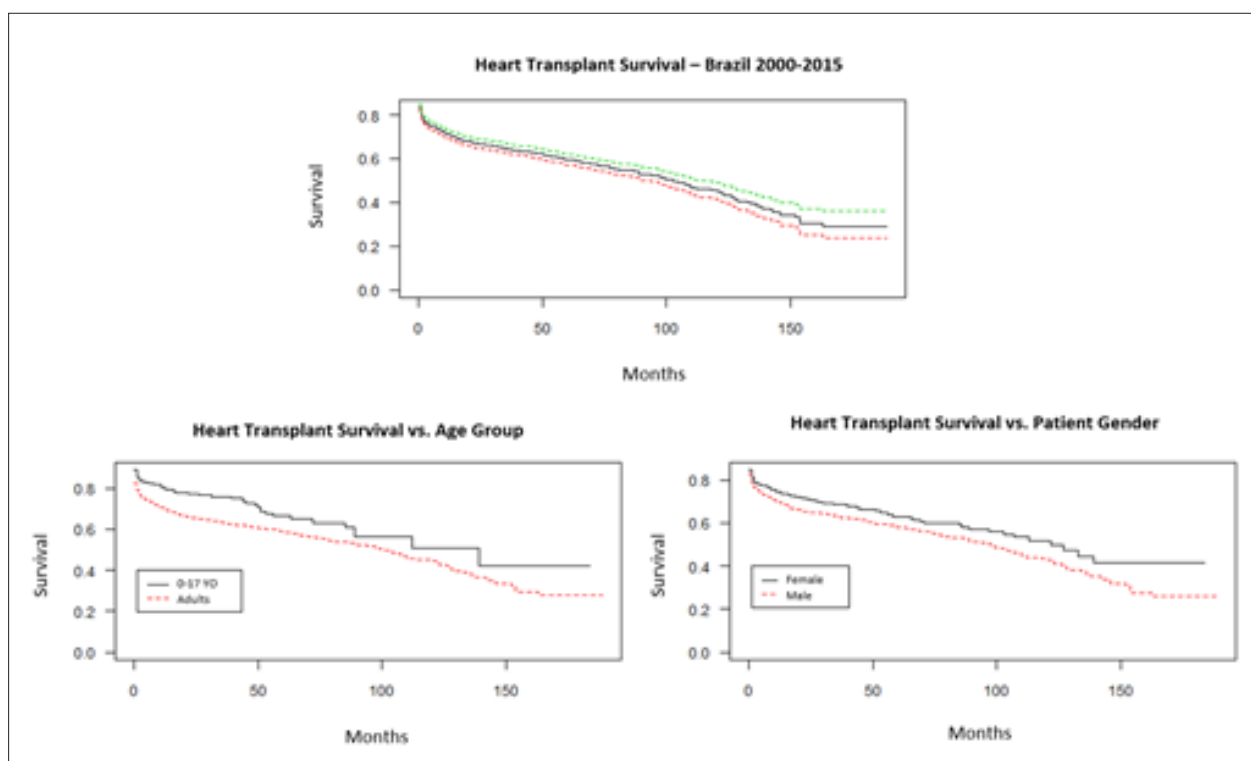 Heart Transplant Survival – Brazil 2000-2015
Survival
0.8
0.6
0.4
0.2
0.0
0 50 100 150
Months
Heart Transplant Survival vs. Age Group
Survival
0.8
0.6
0.4
0.2
0.0
0-17 YO
Adults
0 50 100 150
Months
Heart Transplant Survival vs. Patient Gender
Survival
0.8
0.6
0.4
0.2
0.0
Female
Male
0 50 100 150
Months